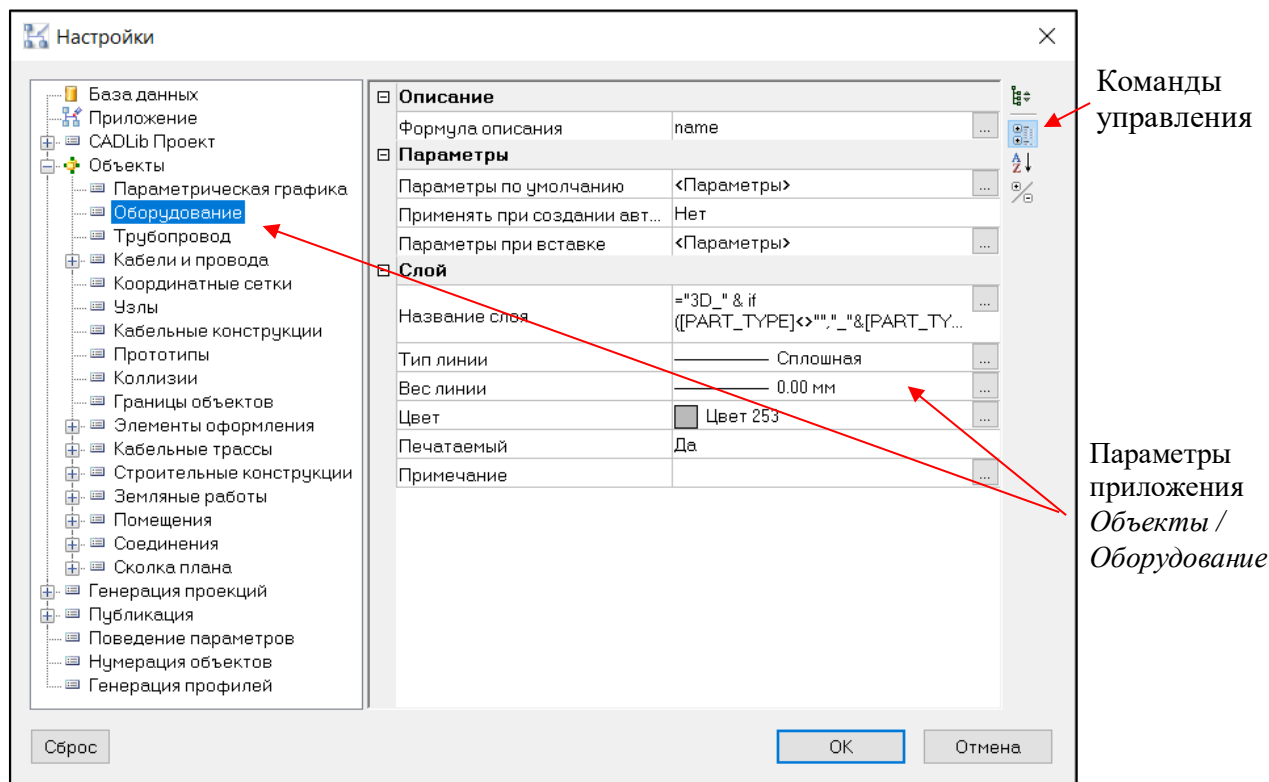 Настройки
База данных
Приложение
CADLib Проект
Объекты
Параметрическая графика
Оборудование
Трубопровод
Кабели и провода
Координатные сетки
Узлы
Кабельные конструкции
Прототипы
Коллизии
Границы объектов
Элементы оформления
Кабельные трассы
Строительные конструкции
Земляные работы
Помещения
Соединения
Сколка плана
Генерация проекций
Публикация
Поведение параметров
Нумерация объектов
Генерация профилей
Описание
Формула описания name ...
Параметры
Параметры по умолчанию <Параметры> ...
Применять при создании авт... Нет
Параметры при вставке <Параметры> ...
Слой
Название слоя ="3D_" & if ...
([PART_TYPE]<>"","_"&[PART_TY...
Тип линии Сплошная ...
Вес линии 0.00 мм ...
Цвет Цвет 253 ...
Печатаемый Да
Примечание ...
Команды
управления
Параметры
приложения
Объекты /
Оборудование
Сброс
OK
Отмена